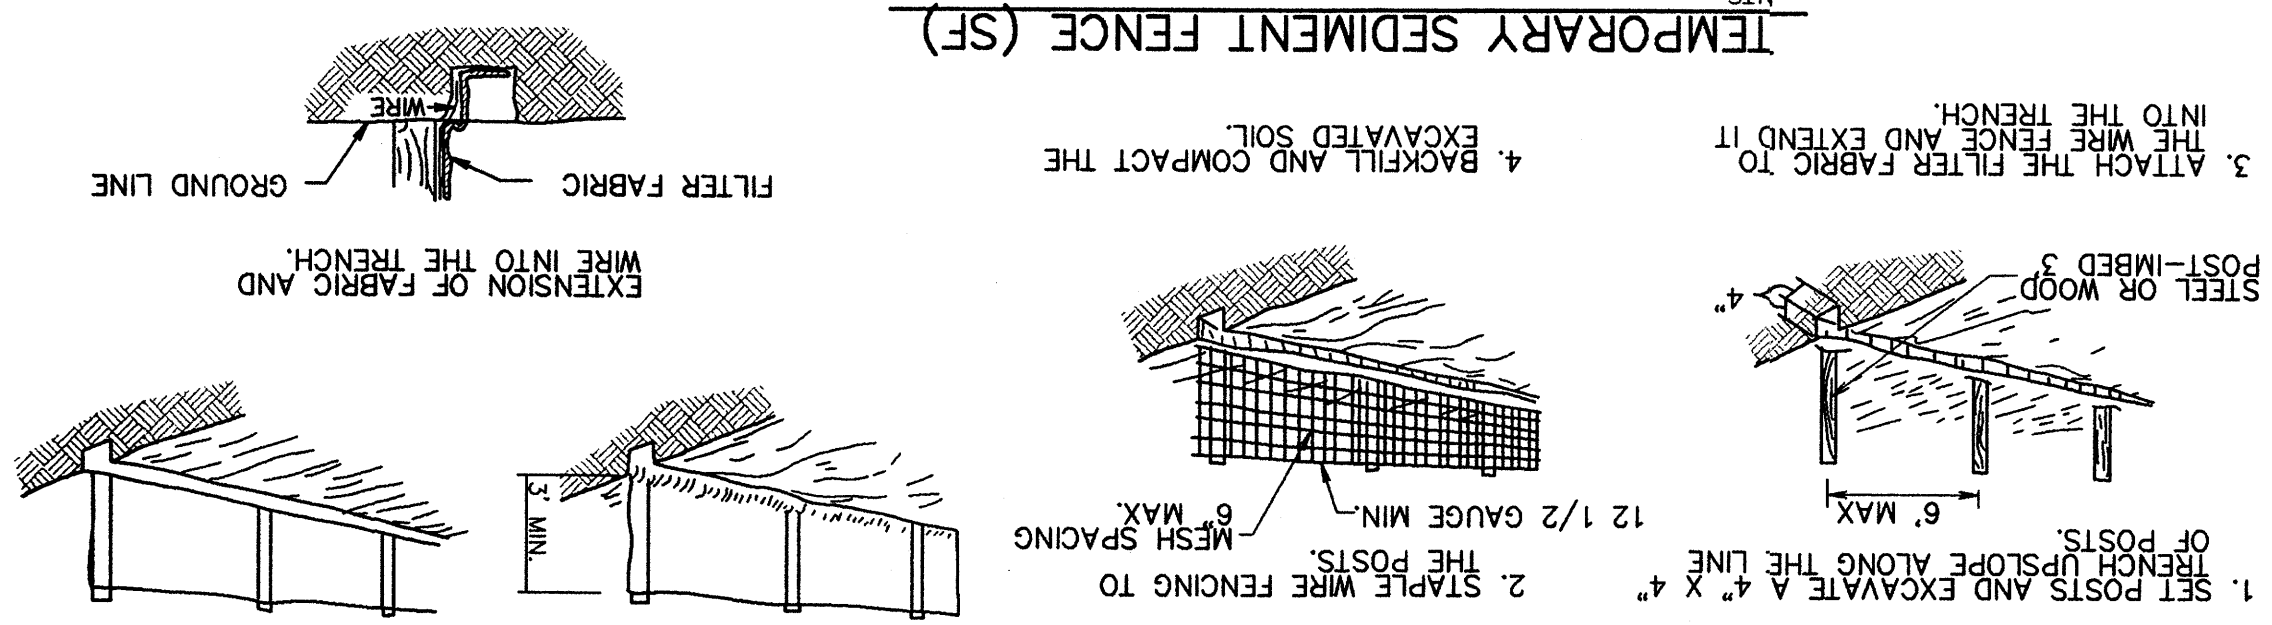 1. SET POSTS AND EXCAVATE A 4" X 4"
TRENCH UPSLOPE ALONG THE LINE
OF POSTS.
6' MAX
STEEL OR WOOD
POST-IMBED 3'
4"
2. STAPLE WIRE FENCING TO
THE POSTS.
12 1/2 GAUGE MIN.
MESH SPACING
6" MAX.
3' MIN.
3. ATTACH THE FILTER FABRIC TO
THE WIRE FENCE AND EXTEND IT
INTO THE TRENCH.
4. BACKFILL AND COMPACT THE
EXCAVATED SOIL.
EXTENSION OF FABRIC AND
WIRE INTO THE TRENCH.
FILTER FABRIC
GROUND LINE
WIRE
TEMPORARY SEDIMENT FENCE (SF)
NTS